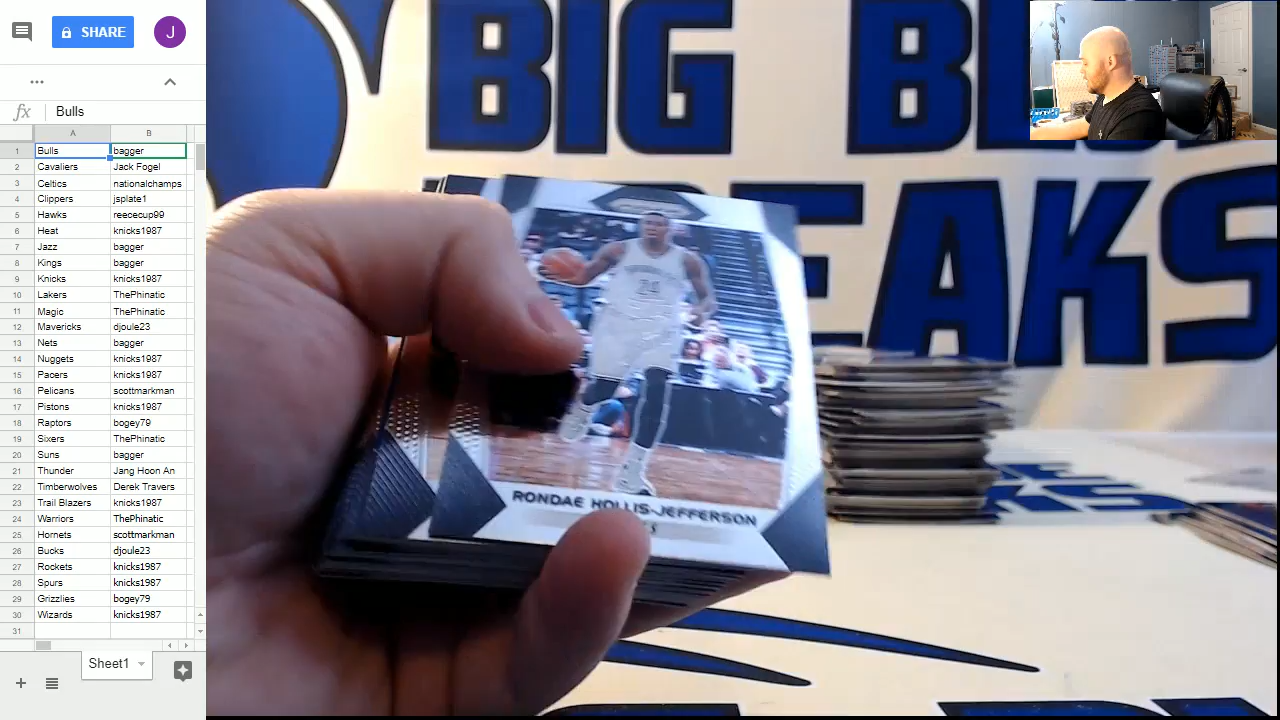 SHARE
J
...
fx Bulls
A B
1 Bulls bagger
2 Cavaliers Jack Fogel
3 Celtics nationalchamps
4 Clippers jsplate1
5 Hawks reececup99
6 Heat knicks1987
7 Jazz bagger
8 Kings bagger
9 Knicks knicks1987
10 Lakers ThePhinatic
11 Magic ThePhinatic
12 Mavericks djoule23
13 Nets bagger
14 Nuggets knicks1987
15 Pacers knicks1987
16 Pelicans scottmarkman
17 Pistons knicks1987
18 Raptors bogey79
19 Sixers ThePhinatic
20 Suns bagger
21 Thunder Jang Hoon An
22 Timberwolves Derek Travers
23 Trail Blazers knicks1987
24 Warriors ThePhinatic
25 Hornets scottmarkman
26 Bucks djoule23
27 Rockets knicks1987
28 Spurs knicks1987
29 Grizzlies bogey79
30 Wizards knicks1987
31
Sheet1
BIG
EAKS
24
RONDAE HOLLIS-JEFFERSON